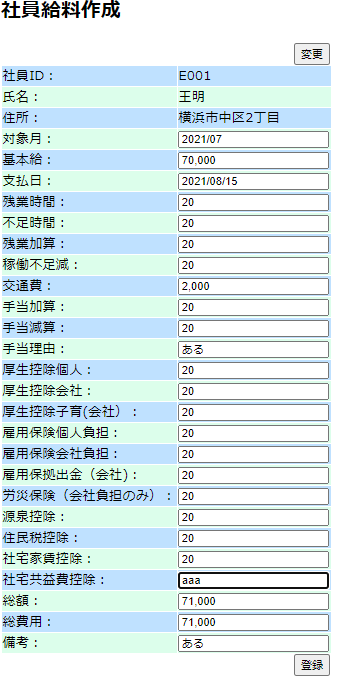 社員給料作成
変更
社員ID： E001
氏名： 王明
住所： 横浜市中区2丁目
対象月： 2021/07
基本給： 70,000
支払日： 2021/08/15
残業時間： 20
不足時間： 20
残業加算： 20
稼働不足減： 20
交通費： 2,000
手当加算： 20
手当減算： 20
手当理由： ある
厚生控除個人： 20
厚生控除会社： 20
厚生控除子育(会社）： 20
雇用保険個人負担： 20
雇用保険会社負担： 20
雇用保拠出金（会社)： 20
労災保険（会社負担のみ）： 20
源泉控除： 20
住民税控除： 20
社宅家賃控除： 20
社宅共益費控除： aaa
総額： 71,000
総費用： 71,000
備考： ある
登録